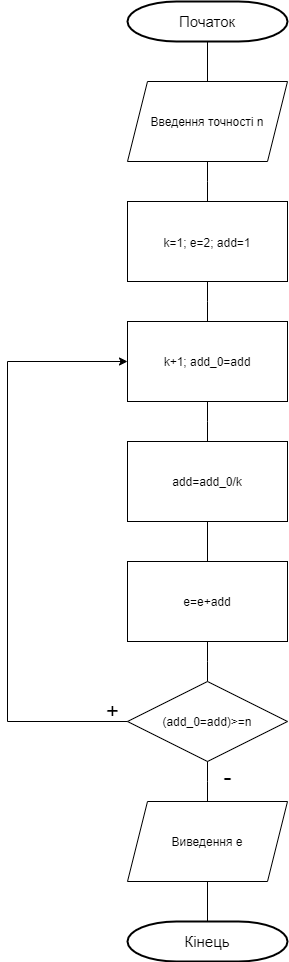 Початок
Введення точності n
k=1; e=2; add=1
k+1; add_0=add
add=add_0/k
e=e+add
+
(add_0=add)>=n
-
Виведення e
Кінець